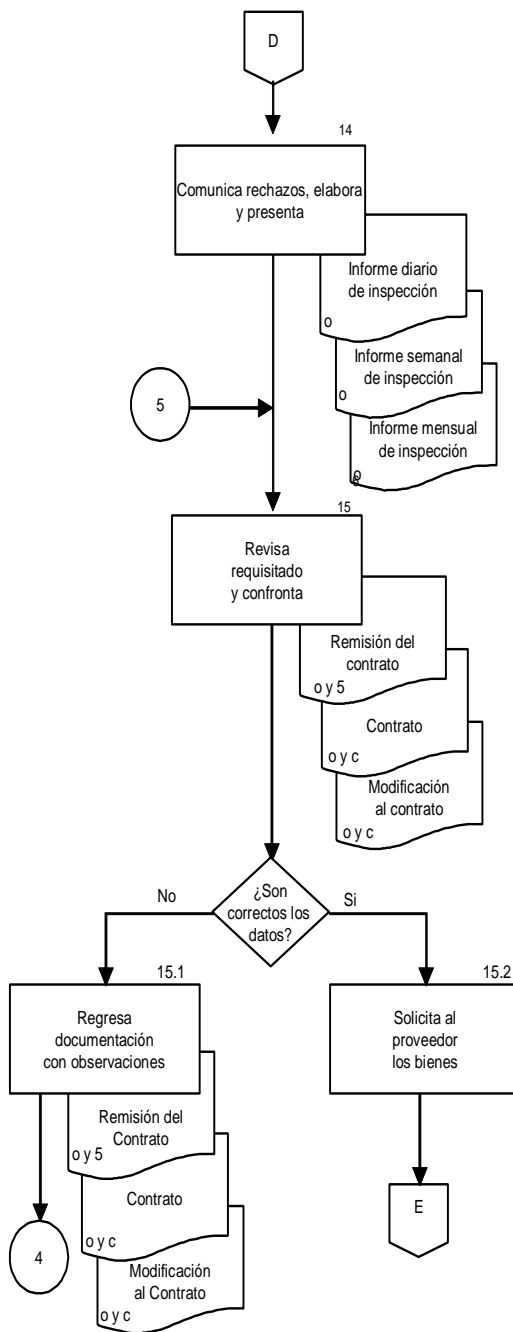 D
14
Comunica rechazos, elabora
y presenta
Informe diario
de inspección
o
Informe semanal
de inspección
o
Informe mensual
de inspección
o
6
5
15
Revisa
requisitado
y confronta
Remisión del
contrato
o y 5
Contrato
o y c
Modificación
al contrato
o y c
¿Son
correctos los
datos?
No
Si
15.1
Regresa
documentación
con observaciones
Remisión del
Contrato
o y 5
Contrato
o y c
Modificación
al Contrato
o y c
4
15.2
Solicita al
proveedor
los bienes
E